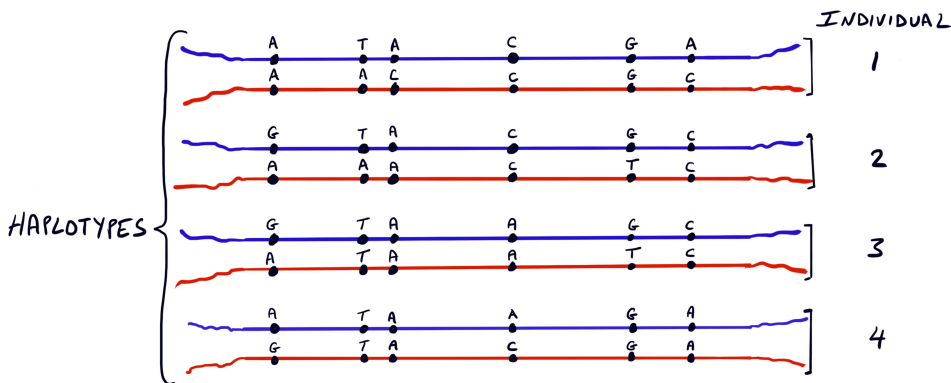 INDIVIDUAL
A T A C G A
1
A A C C G C
G T A C G C
2
A A A C T C
HAPLOTYPES
G T A A G C
3
A T A A T C
A T A A G A
4
G T A C G A